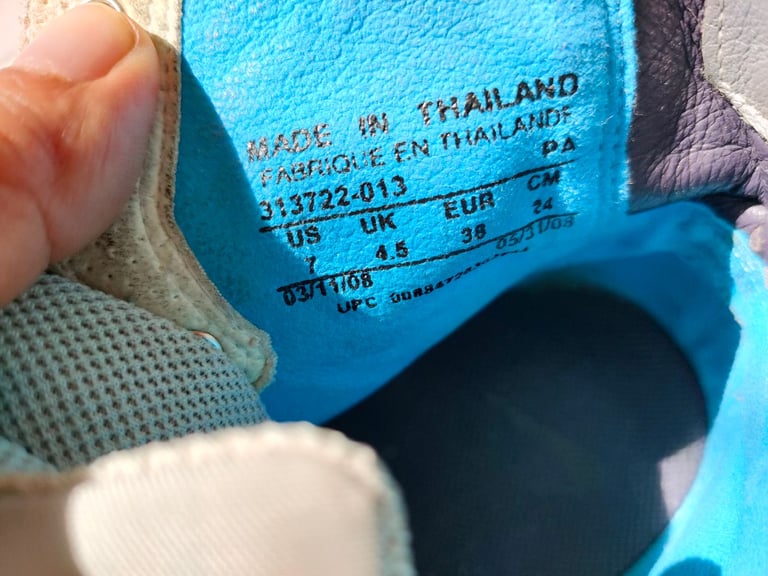 MADE IN THAILAND
FABRIQUE EN THAILANDE
313722-013 PA
US UK EUR CM
7 4.5 38 24
03/11/08 05/31/08
UPC